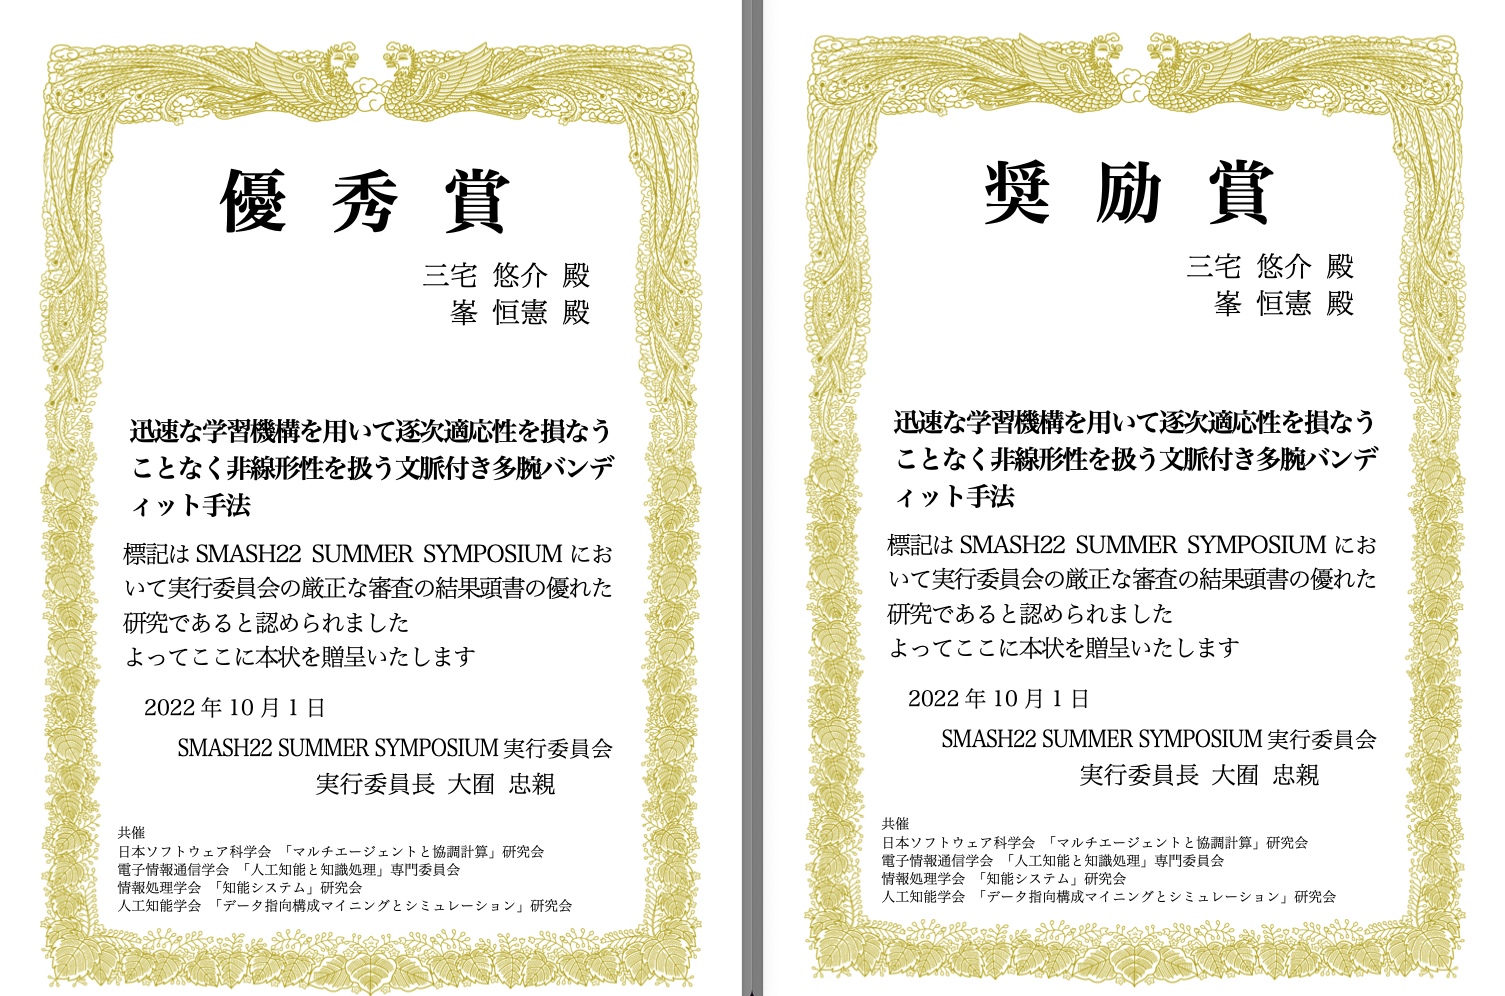 優秀賞
三宅 悠介 殿
峯 恒憲 殿
迅速な学習機構を用いて逐次適応性を損なう
ことなく非線形性を扱う文脈付き多腕バンデ
ィット手法
標記は SMASH22 SUMMER SYMPOSIUM にお
いて実行委員会の厳正な審査の結果頭書の優れた
研究であると認められました
よってここに本状を贈呈いたします
2022 年 10 月 1 日
SMASH22 SUMMER SYMPOSIUM 実行委員会
実行委員長 大囿 忠親
共催
日本ソフトウェア科学会 「マルチエージェントと協調計算」研究会
電子情報通信学会 「人工知能と知識処理」専門委員会
情報処理学会 「知能システム」研究会
人工知能学会 「データ指向構成マイニングとシミュレーション」研究会
奨励賞
三宅 悠介 殿
峯 恒憲 殿
迅速な学習機構を用いて逐次適応性を損なう
ことなく非線形性を扱う文脈付き多腕バンデ
ィット手法
標記は SMASH22 SUMMER SYMPOSIUM にお
いて実行委員会の厳正な審査の結果頭書の優れた
研究であると認められました
よってここに本状を贈呈いたします
2022 年 10 月 1 日
SMASH22 SUMMER SYMPOSIUM 実行委員会
実行委員長 大囿 忠親
共催
日本ソフトウェア科学会 「マルチエージェントと協調計算」研究会
電子情報通信学会 「人工知能と知識処理」専門委員会
情報処理学会 「知能システム」研究会
人工知能学会 「データ指向構成マイニングとシミュレーション」研究会